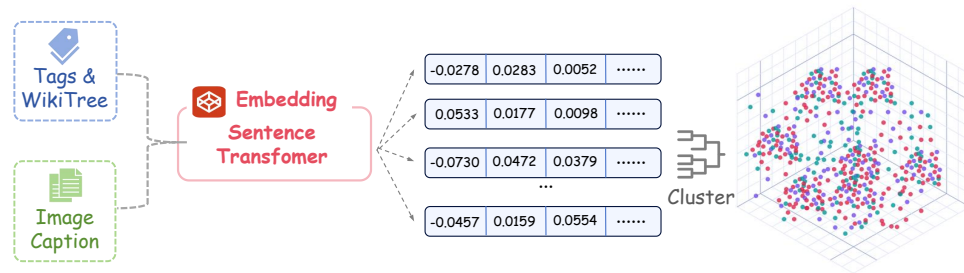 Tags &
WikiTree
Image
Caption
Embedding
Sentence
Transfomer
-0.0278 0.0283 0.0052 ······
0.0533 0.0177 0.0098 ······
-0.0730 0.0472 0.0379 ······
...
-0.0457 0.0159 0.0554 ······
Cluster